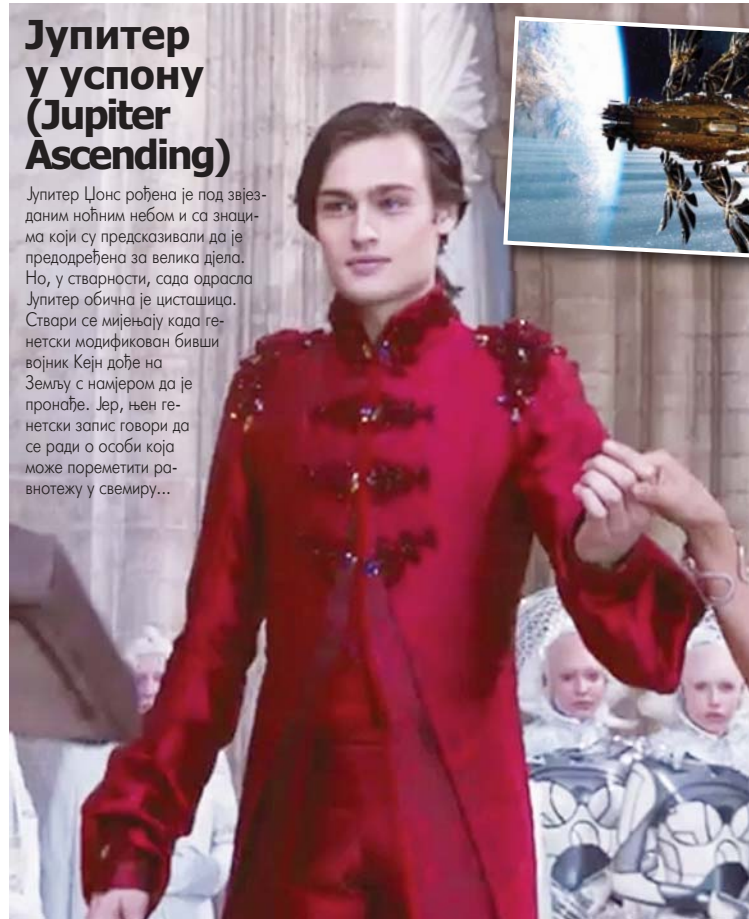 Јупитер
у успону
(Jupiter
Ascending)
Јупитер Џонс рођена је под звјез-
даним ноћним небом и са знаци-
ма који су предсказивали да је
предодређена за велика дјела.
Но, у стварности, сада одрасла
Јупитер обична је цисташица.
Ствари се мијењају када ге-
нетски модификован бивши
војник Кејн дође на
Земљу с намјером да је
пронађе. Јер, њен ге-
нетски запис говори да
се ради о особи која
може пореметити ра-
внотежу у свемиру...